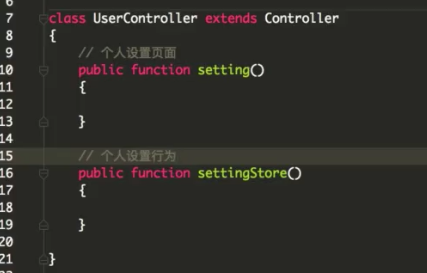 7 class UserController extends Controller
8 {
9 // 个人设置页面
10 public function setting()
11 {
12
13 }
14
15 // 个人设置行为
16 public function settingStore()
17 {
18
19 }
20
21 }